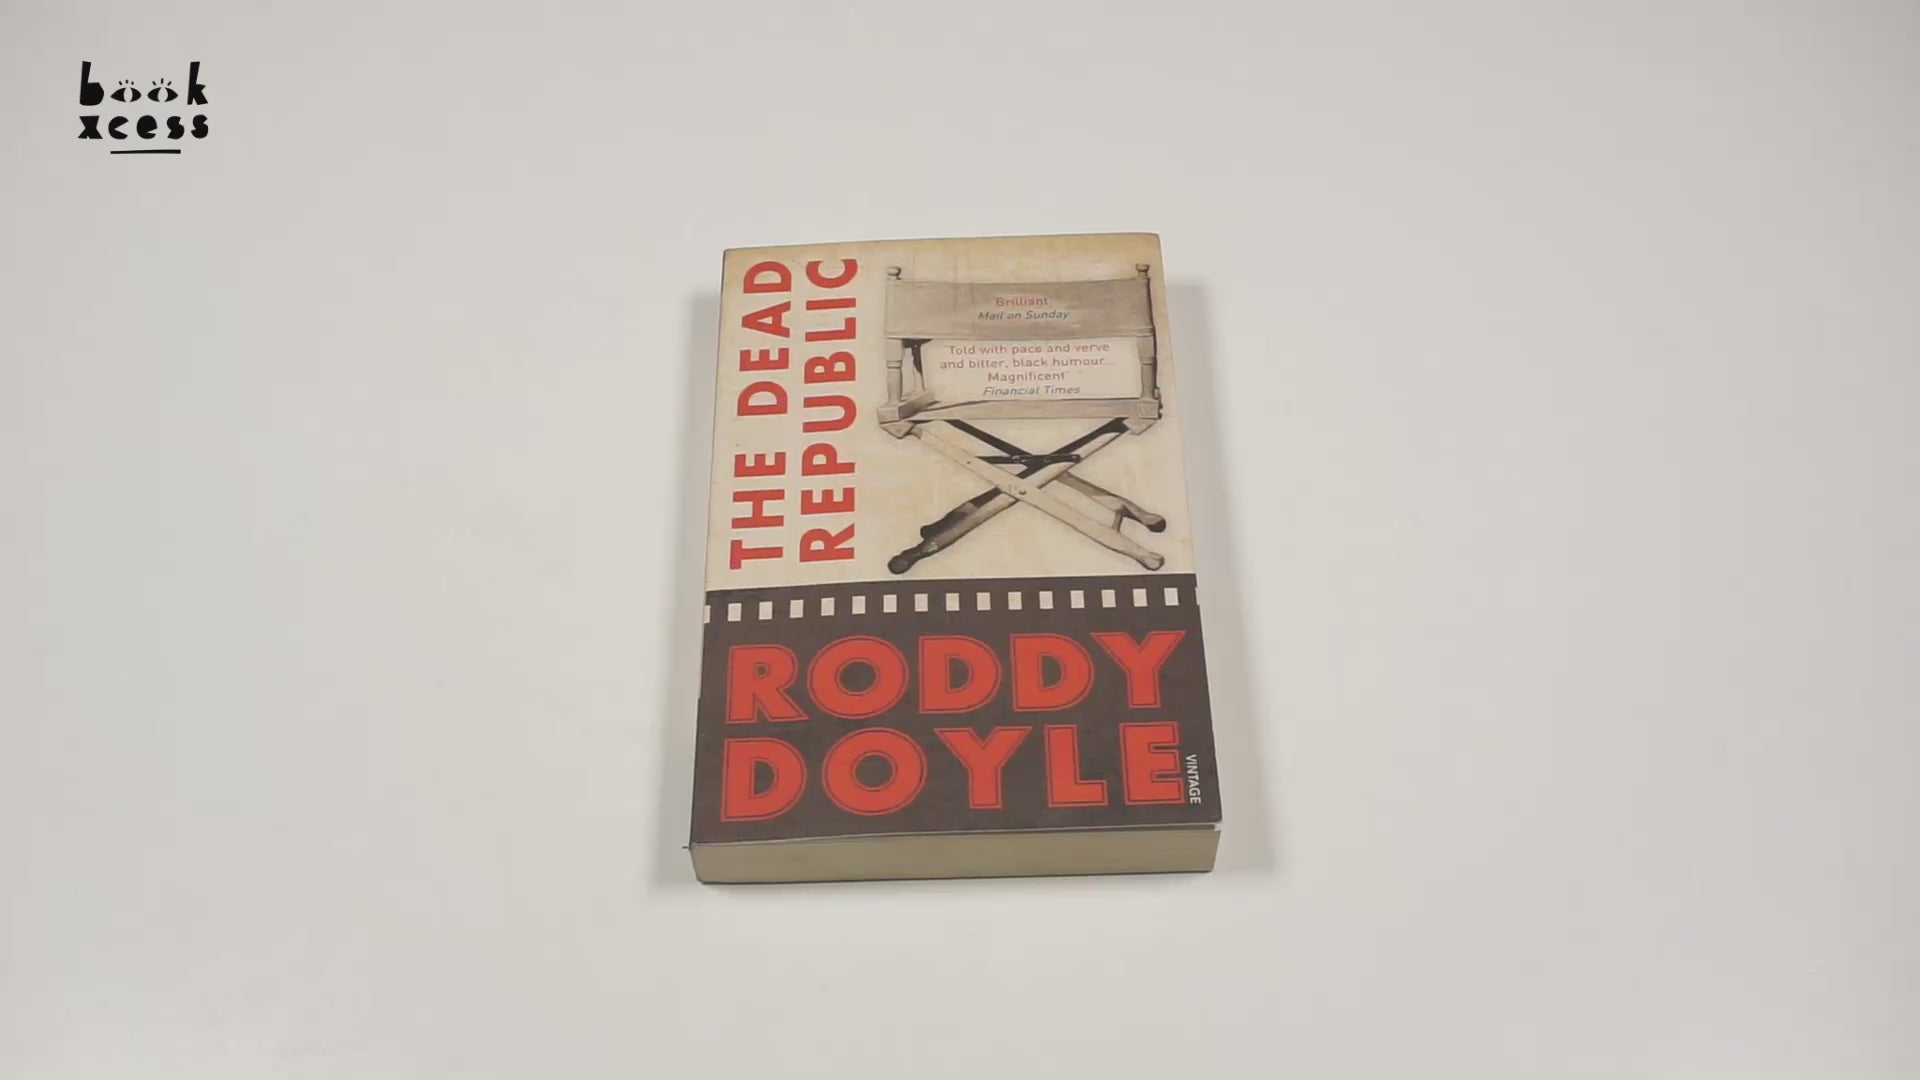 book
xcess
THE DEAD
REPUBLIC
'Brilliant'
Mail on Sunday
'Told with pace and verve
and bitter, black humour...
Magnificent'
Financial Times
RODDY
DOYLE
VINTAGE